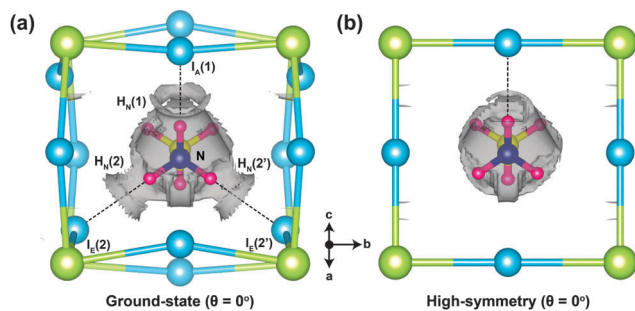 (a)
(b)
I_A(1)
H_N(1)
H_N(2)
N
H_N(2')
I_E(2)
I_E(2')
c
b
a
Ground-state (θ = 0°)
High-symmetry (θ = 0°)